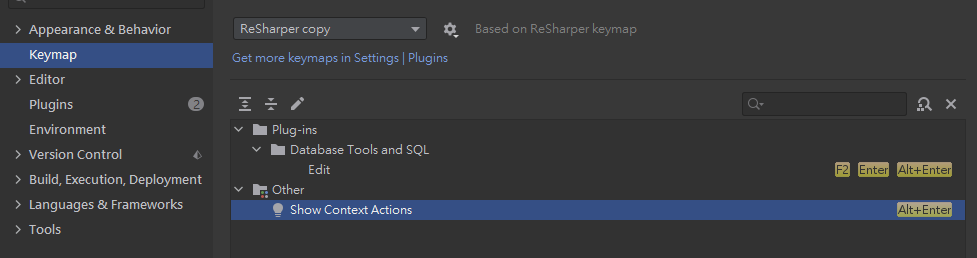 Appearance & Behavior
Keymap
Editor
Plugins 2
Environment
Version Control
Build, Execution, Deployment
Languages & Frameworks
Tools
ReSharper copy Based on ReSharper keymap
Get more keymaps in Settings | Plugins
Plug-ins
Database Tools and SQL
Edit F2 Enter Alt+Enter
Other
Show Context Actions Alt+Enter